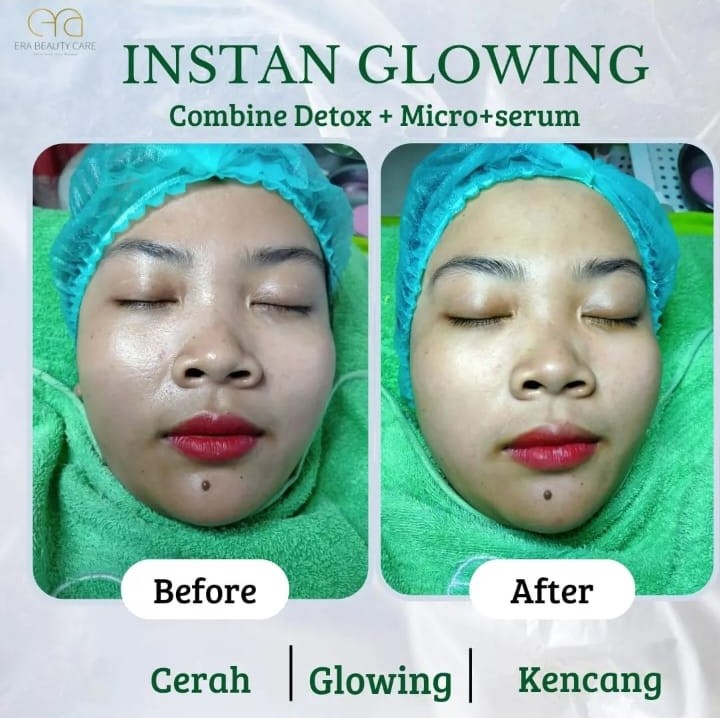 ERA BEAUTY CARE
INSTAN GLOWING
Combine Detox + Micro+serum
Before
After
Cerah | Glowing | Kencang